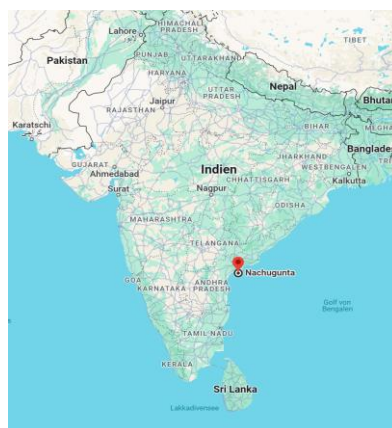 HIMACHAL
PRADESH
Lahore
PUNJAB
UTTARAKHAND
TIBET
Pakistan
HARYANA
Nepal
UTTAR
PRADESH
Bhutan
RAJASTHAN
Jaipur
Karatschi
BIHAR
MEGH
Bangladesh
GUJARAT
Ahmedabad
Indien
JHARKHAND
WESTBENGALEN
CHHATTISGARH
Kalkutta
Surat
Nagpur
ODISHA
MAHARASHTRA
TELANGANA
Nachugunta
GOA
KARNATAKA
ANDHRA
PRADESH
Golf von
Bengalen
TAMIL NADU
KERALA
Sri Lanka
Lakkadivensee